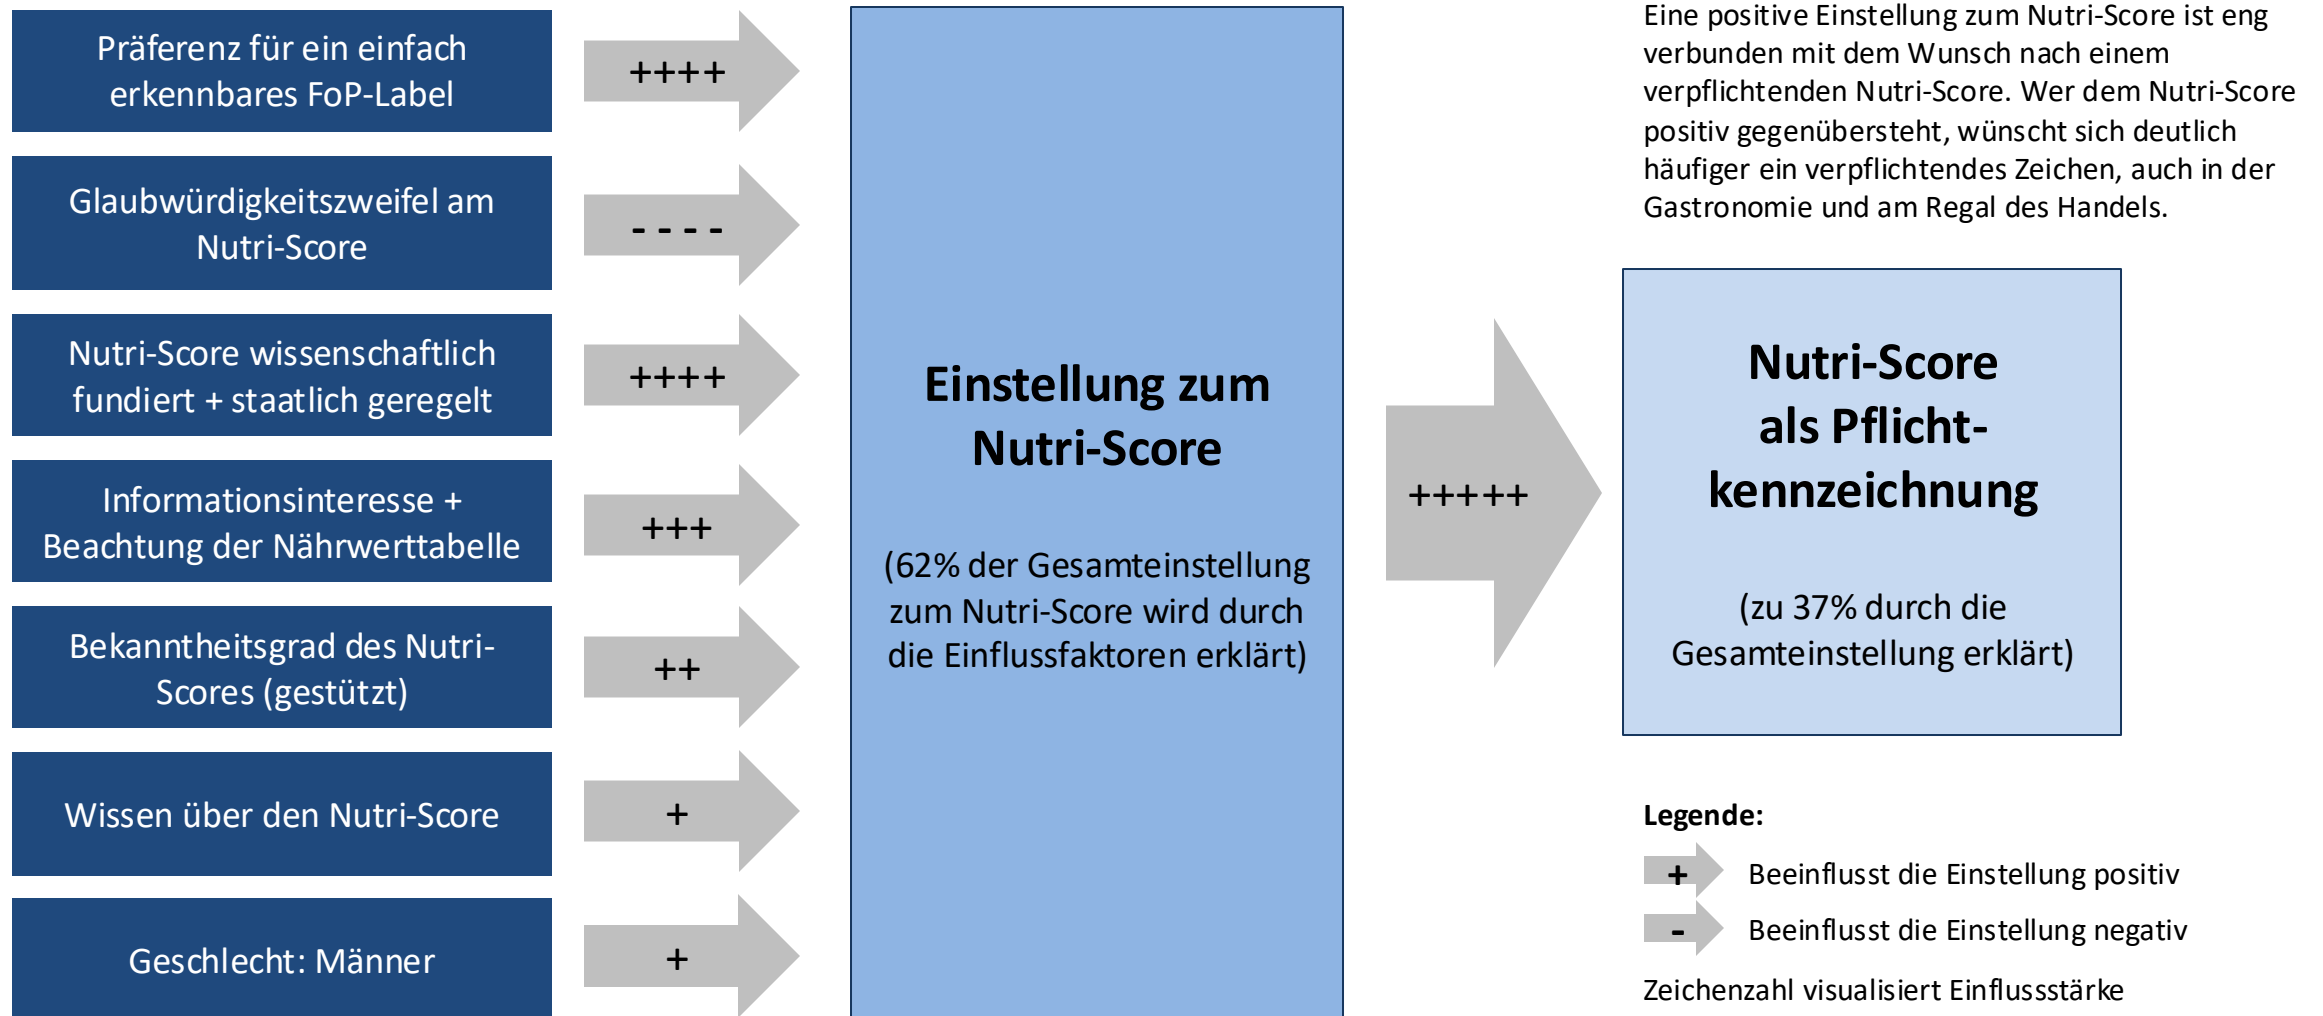 Präferenz für ein einfach
erkennbares FoP-Label
++++
Glaubwürdigkeitszweifel am
Nutri-Score
- - - -
Nutri-Score wissenschaftlich
fundiert + staatlich geregelt
++++
Informationsinteresse +
Beachtung der Nährwerttabelle
+++
Bekanntheitsgrad des Nutri-
Scores (gestützt)
++
Wissen über den Nutri-Score
+
Geschlecht: Männer
+
Einstellung zum
Nutri-Score
(62% der Gesamteinstellung
zum Nutri-Score wird durch
die Einflussfaktoren erklärt)
+++++
Eine positive Einstellung zum Nutri-Score ist eng
verbunden mit dem Wunsch nach einem
verpflichtenden Nutri-Score. Wer dem Nutri-Score
positiv gegenübersteht, wünscht sich deutlich
häufiger ein verpflichtendes Zeichen, auch in der
Gastronomie und am Regal des Handels.
Nutri-Score
als Pflicht-
kennzeichnung
(zu 37% durch die
Gesamteinstellung erklärt)
Legende:
+ Beeinflusst die Einstellung positiv
- Beeinflusst die Einstellung negativ
Zeichenzahl visualisiert Einflussstärke